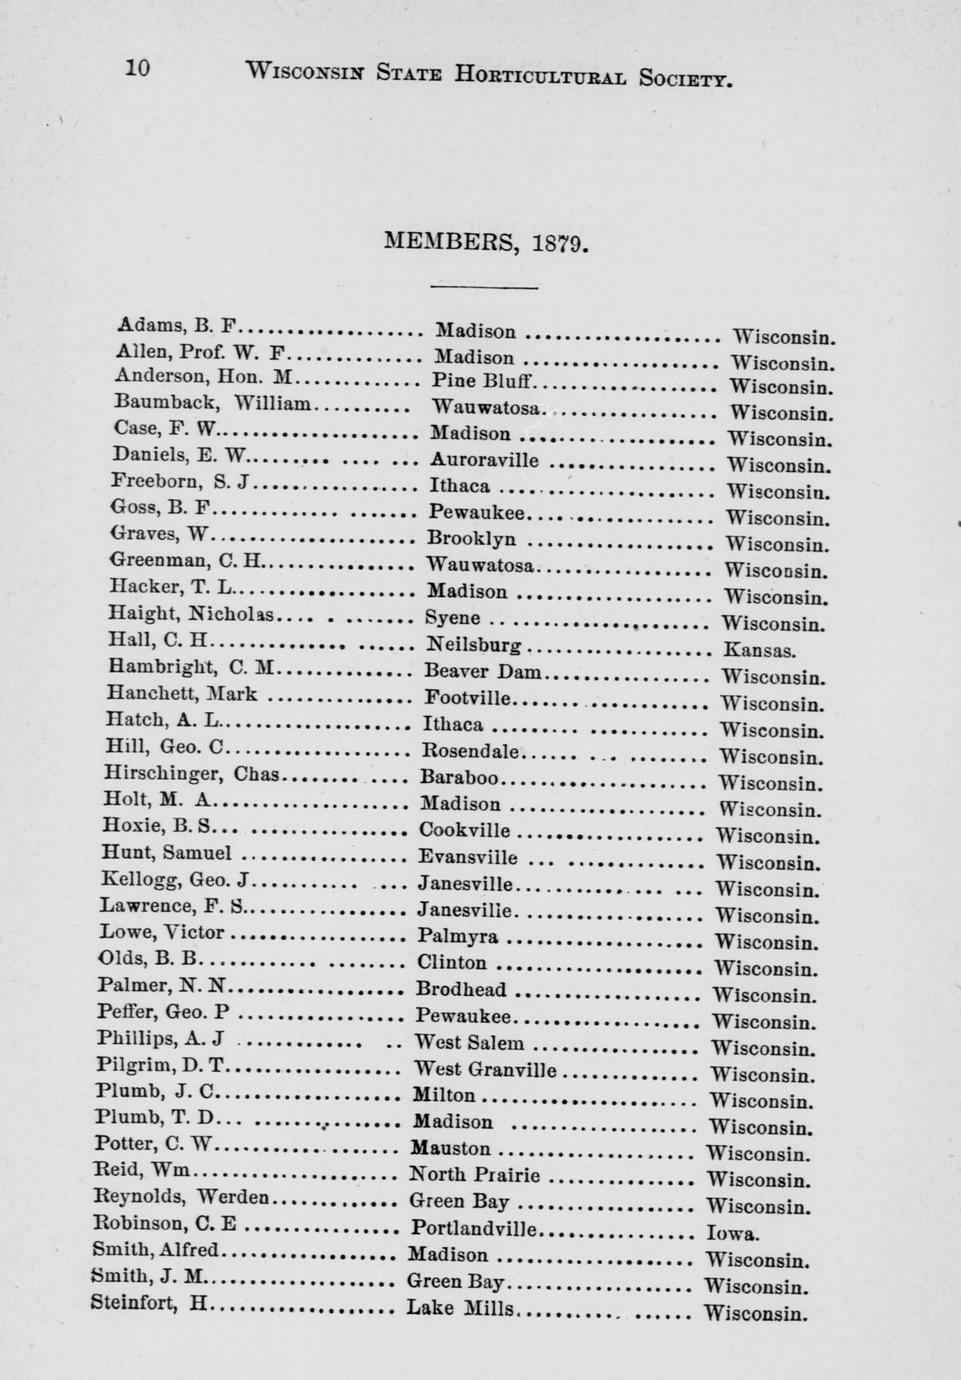 10 WISCONSIN STATE HORTICULTURAL SOCIETY.
MEMBERS, 1879.
Adams, B. F................... Madison .................... Wisconsin.
Allen, Prof. W. F.............. Madison .................... Wisconsin.
Anderson, Hon. M............. Pine Bluff................... Wisconsin.
Baumback, William.......... Wauwatosa.................. Wisconsin.
Case, F. W..................... Madison .................... Wisconsin.
Daniels, E. W......... .... ... Auroraville ................. Wisconsin.
Freeborn, S. J................. Ithaca ...................... Wisconsin.
Goss, B. F............. ....... Pewaukee................... Wisconsin.
Graves, W..................... Brooklyn ................... Wisconsin.
Greenman, C. H................ Wauwatosa.................. Wisconsin.
Hacker, T. L................... Madison .................... Wisconsin.
Haight, Nicholas.... . ....... Syene ...................... Wisconsin.
Hall, C. H.............. ...... Neilsburg................... Kansas.
Hambright, C. M.............. Beaver Dam................. Wisconsin.
Hanchett, Mark ............... Footville....... ............ Wisconsin.
Hatch, A. L.................... Ithaca ......... ............ Wisconsin.
Hill, Geo. C................... Rosendale...... ... ........ Wisconsin.
Hirschinger, Chas........ .... Baraboo..................... Wisconsin.
Holt, M. A.................... Madison .................... Wisconsin.
Hoxie, B. S... ................ Cookville ................... Wisconsin.
Hunt, Samuel ................. Evansville ... .............. Wisconsin.
Kellogg, Geo. J........... .... Janesville.............. ... Wisconsin.
Lawrence, F. S................. Janesville................... Wisconsin.
Lowe, Victor .................. Palmyra .................... Wisconsin.
Olds, B. B............ ........ Clinton ..................... Wisconsin.
Palmer, N. N.................. Brodhead ................... Wisconsin.
Peffer, Geo. P ................. Pewaukee................... Wisconsin.
Phillips, A. J ............. .. West Salem ................. Wisconsin.
Pilgrim, D. T.................. West Granville.............. Wisconsin.
Plumb, J. C................... Milton ...................... Wisconsin.
Plumb, T. D... ............... Madison ................... Wisconsin.
Potter, C. W................... Mauston .................... Wisconsin.
Reid, Wm..................... North Prairie ............... Wisconsin.
Reynolds, Werden............. Green Bay .................. Wisconsin.
Robinson, C. E ................ Portlandville................ Iowa.
Smith, Alfred.................. Madison .................... Wisconsin.
Smith, J. M.................... Green Bay................... Wisconsin.
Steinfort, H................... Lake Mills........... ...... Wisconsin.